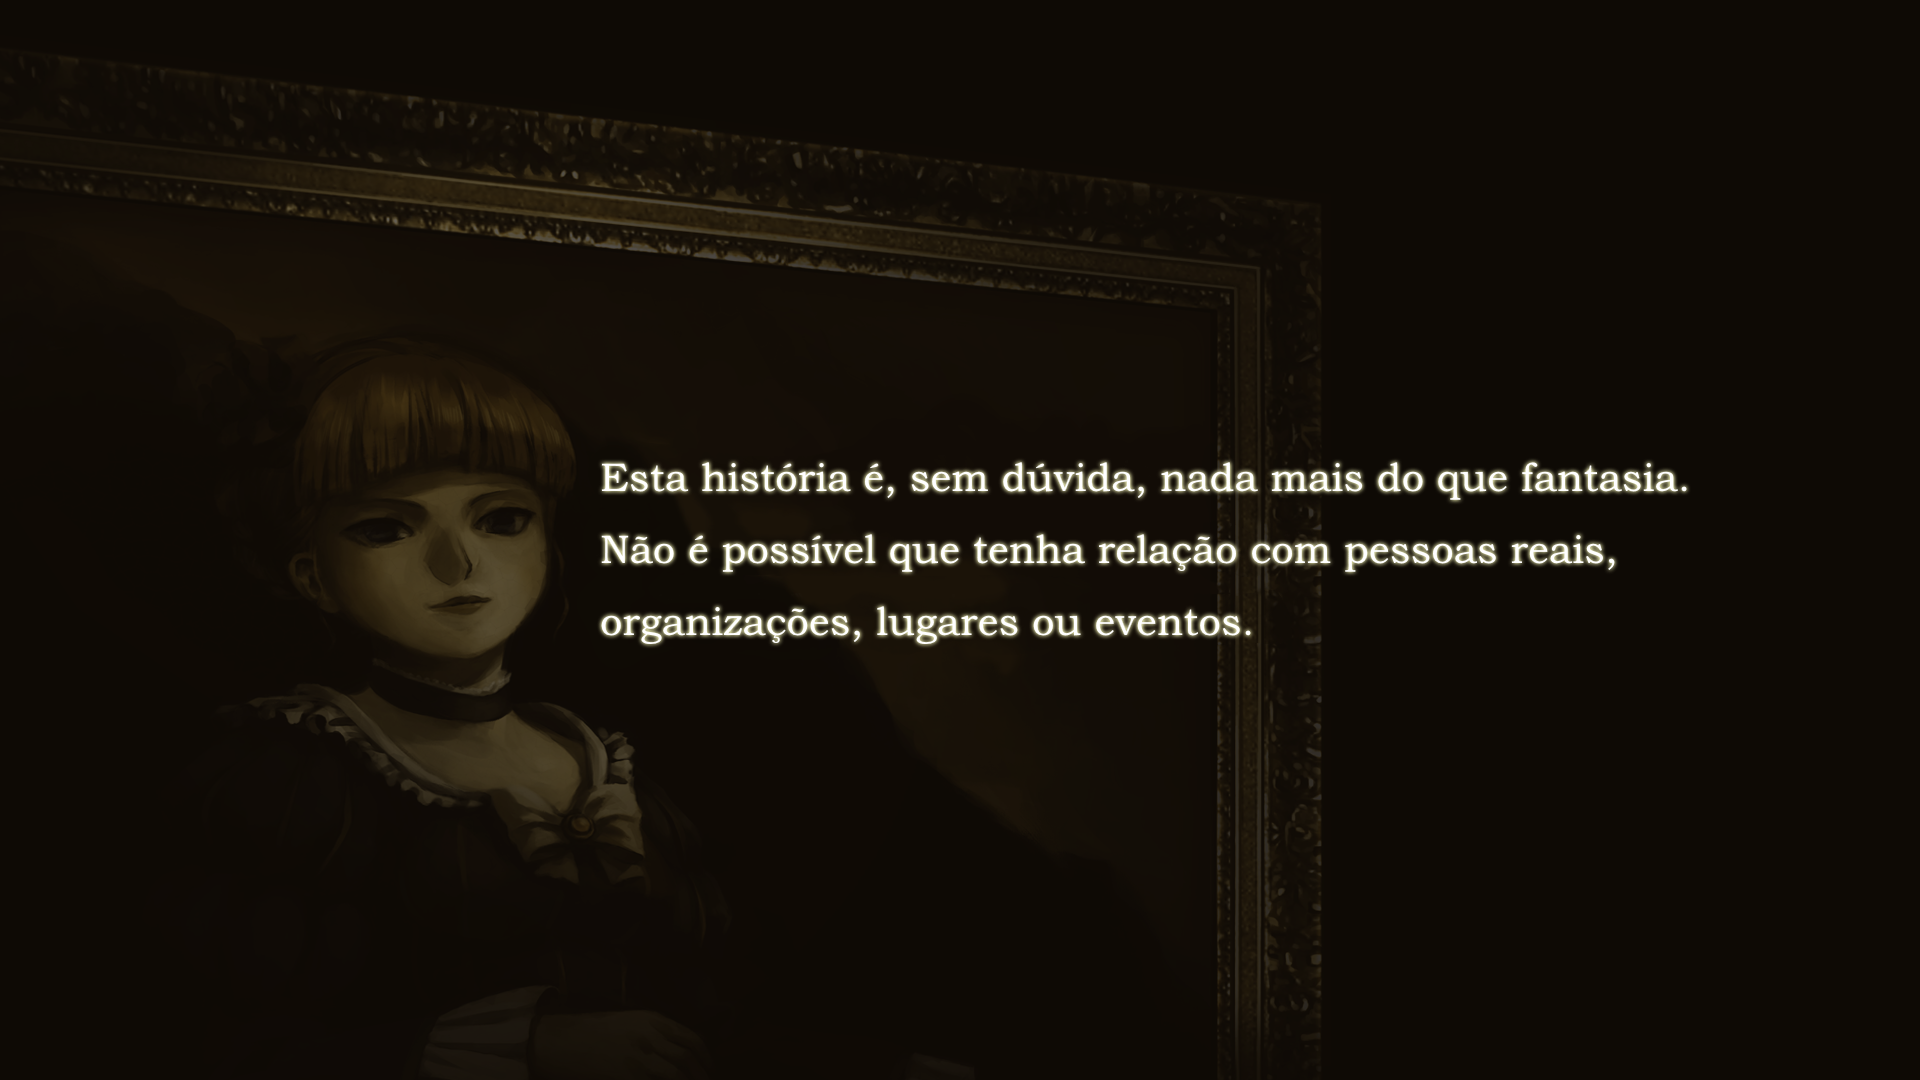 Esta história é, sem dúvida, nada mais do que fantasia.
Não é possível que tenha relação com pessoas reais,
organizações, lugares ou eventos.